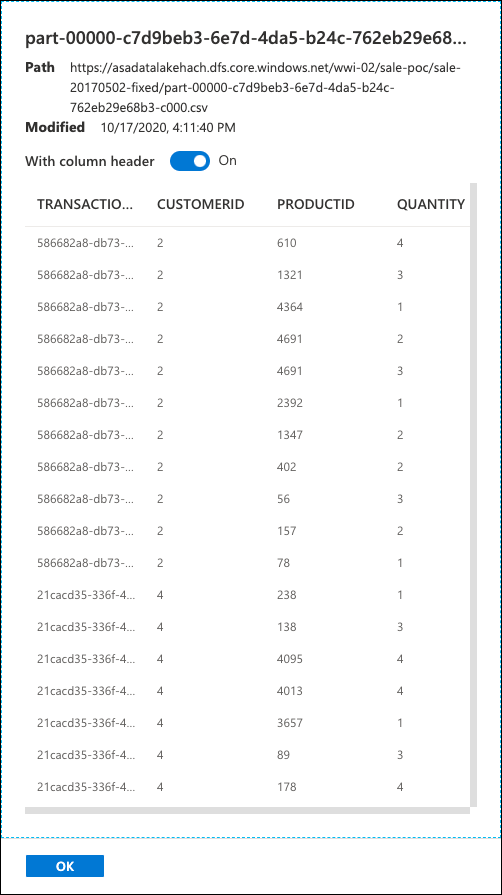 part-00000-c7d9beb3-6e7d-4da5-b24c-762eb29e68...
Path https://asadatalakehach.dfs.core.windows.net/wwi-02/sale-poc/sale-
20170502-fixed/part-00000-c7d9beb3-6e7d-4da5-b24c-
762eb29e68b3-c000.csv
Modified 10/17/2020, 4:11:40 PM
With column header On
TRANSACTIO... CUSTOMERID PRODUCTID QUANTITY
586682a8-db73-... 2 610 4
586682a8-db73-... 2 1321 3
586682a8-db73-... 2 4364 1
586682a8-db73-... 2 4691 2
586682a8-db73-... 2 4691 3
586682a8-db73-... 2 2392 1
586682a8-db73-... 2 1347 2
586682a8-db73-... 2 402 2
586682a8-db73-... 2 56 3
586682a8-db73-... 2 157 2
586682a8-db73-... 2 78 1
21cacd35-336f-4... 4 238 1
21cacd35-336f-4... 4 138 3
21cacd35-336f-4... 4 4095 4
21cacd35-336f-4... 4 4013 4
21cacd35-336f-4... 4 3657 1
21cacd35-336f-4... 4 89 3
21cacd35-336f-4... 4 178 4
OK